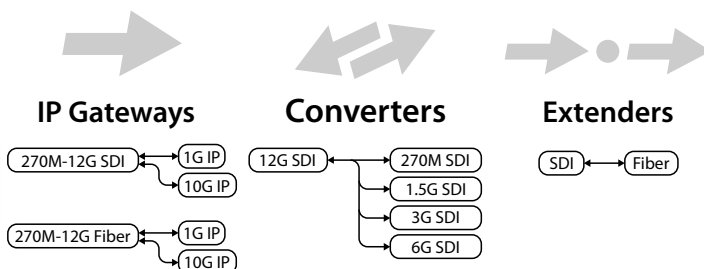 IP Gateways
270M-12G SDI
1G IP
10G IP
270M-12G Fiber
1G IP
10G IP
Converters
12G SDI
270M SDI
1.5G SDI
3G SDI
6G SDI
Extenders
SDI
Fiber